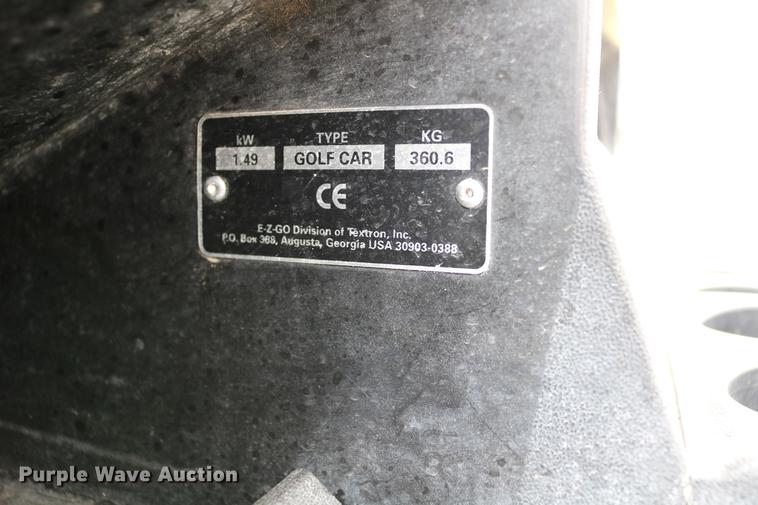 kW TYPE KG
1.49 GOLF CAR 360.6
CE
E-Z-GO Division of Textron, Inc.
P.O. Box 388, Augusta, Georgia USA 30903-0388
Purple Wave Auction